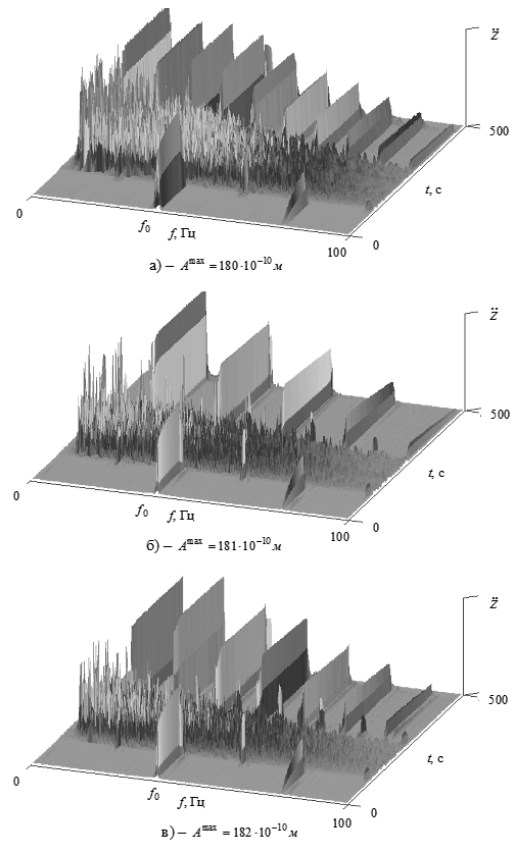 z̈
500
t, с
0
f₀
f, Гц
100
0
а) – Aᵐᵃˣ = 180·10⁻¹⁰ м
z̈
500
t, с
0
f₀
f, Гц
100
0
б) – Aᵐᵃˣ = 181·10⁻¹⁰ м
z̈
500
t, с
0
f₀
f, Гц
100
0
в) – Aᵐᵃˣ = 182·10⁻¹⁰ м